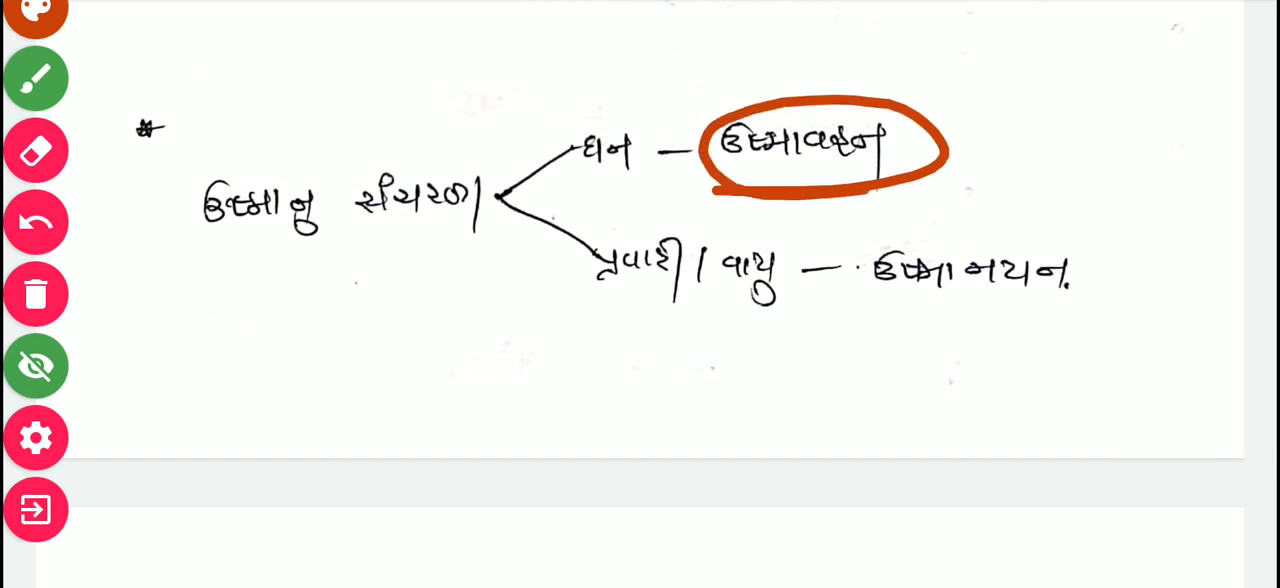 * ઉષ્માનુ સંચરણ
ઘન – ઉષ્માવહન
પ્રવાહી / વાયુ – ઉષ્માનયન.